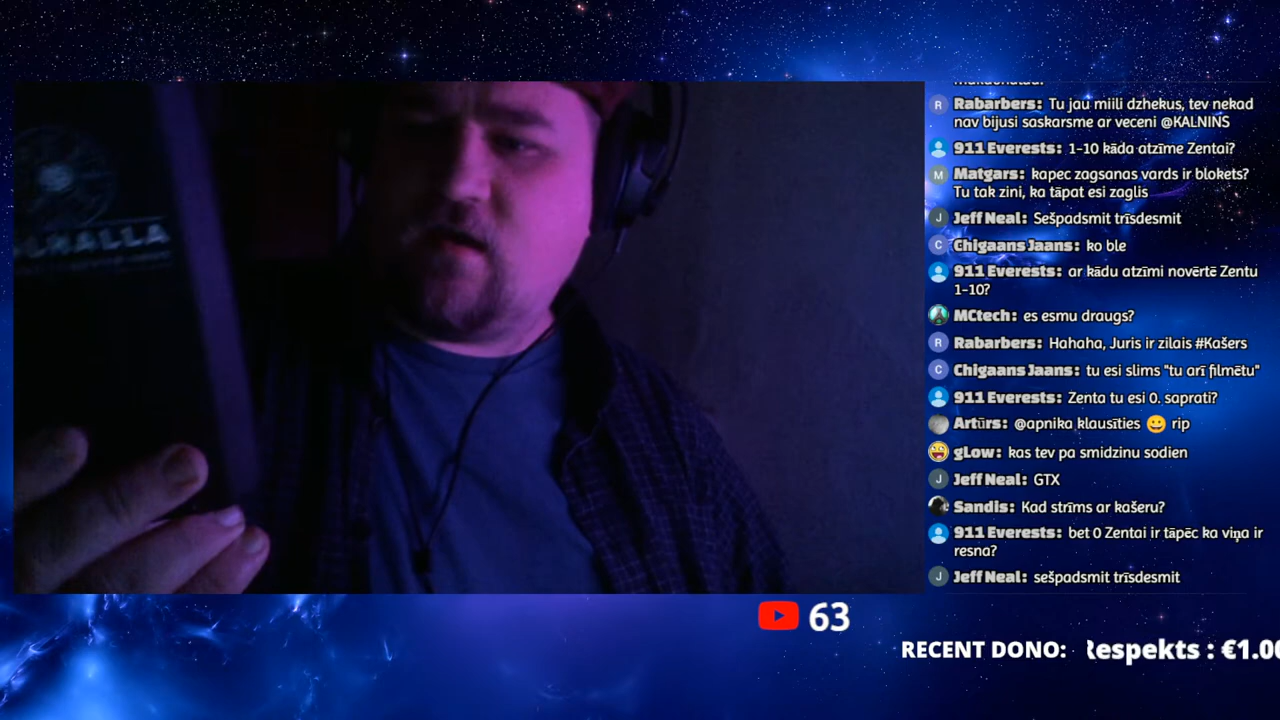 ALHALLA
R Rabarbers: Tu jau miili dzhekus, tev nekad
nav bijusi saskarsme ar veceni @KALNINS
911 Everests: 1-10 kāda atzīme Zentai?
M Matgars: kapec zagsanas vards ir blokets?
Tu tak zini, ka tāpat esi zaglis
J Jeff Neal: Sešpadsmit trīsdesmit
C Chigaans Jaans: ko ble
911 Everests: ar kādu atzīmi novērtē Zentu
1-10?
MCtech: es esmu draugs?
R Rabarbers: Hahaha, Juris ir zilais #Kašers
C Chigaans Jaans: tu esi slims "tu arī filmētu"
911 Everests: Zenta tu esi 0. saprati?
Artūrs: @apnika klausīties 😀 rip
gLow: kas tev pa smidzinu sodien
J Jeff Neal: GTX
Sandis: Kad strīms ar kašeru?
911 Everests: bet 0 Zentai ir tāpēc ka viņa ir
resna?
J Jeff Neal: sešpadsmit trīsdesmit
63
RECENT DONO: Respekts : €1.00